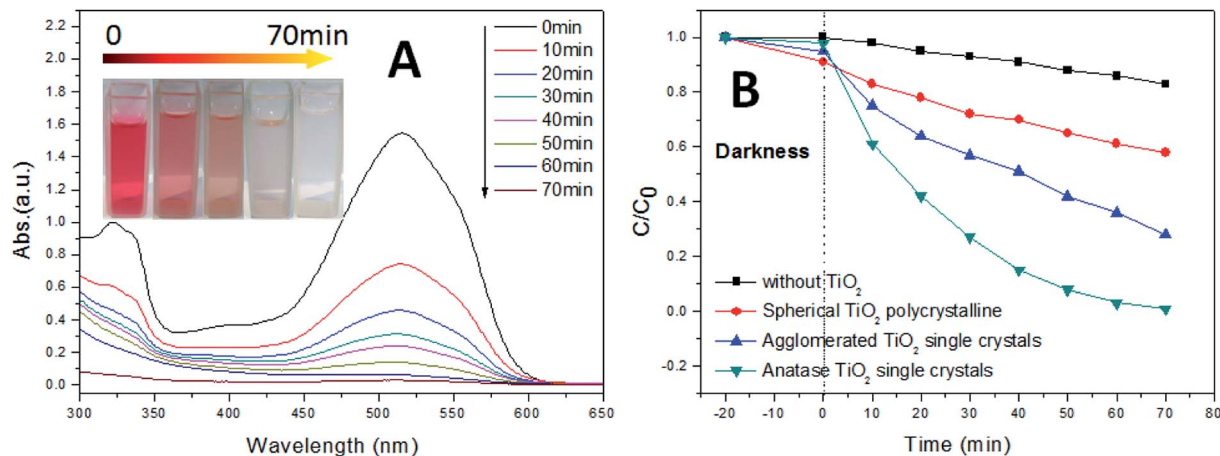 0 70min
A
0min
10min
20min
30min
40min
50min
60min
70min
2.2
2.0
1.8
1.6
1.4
1.2
1.0
0.8
0.6
0.4
0.2
0.0
Abs.(a.u.)
300 350 400 450 500 550 600 650
Wavelength (nm)
B
Darkness
1.0
0.8
0.6
0.4
0.2
0.0
-0.2
C/C₀
without TiO₂
Spherical TiO₂ polycrystalline
Agglomerated TiO₂ single crystals
Anatase TiO₂ single crystals
-20 -10 0 10 20 30 40 50 60 70 80
Time (min)